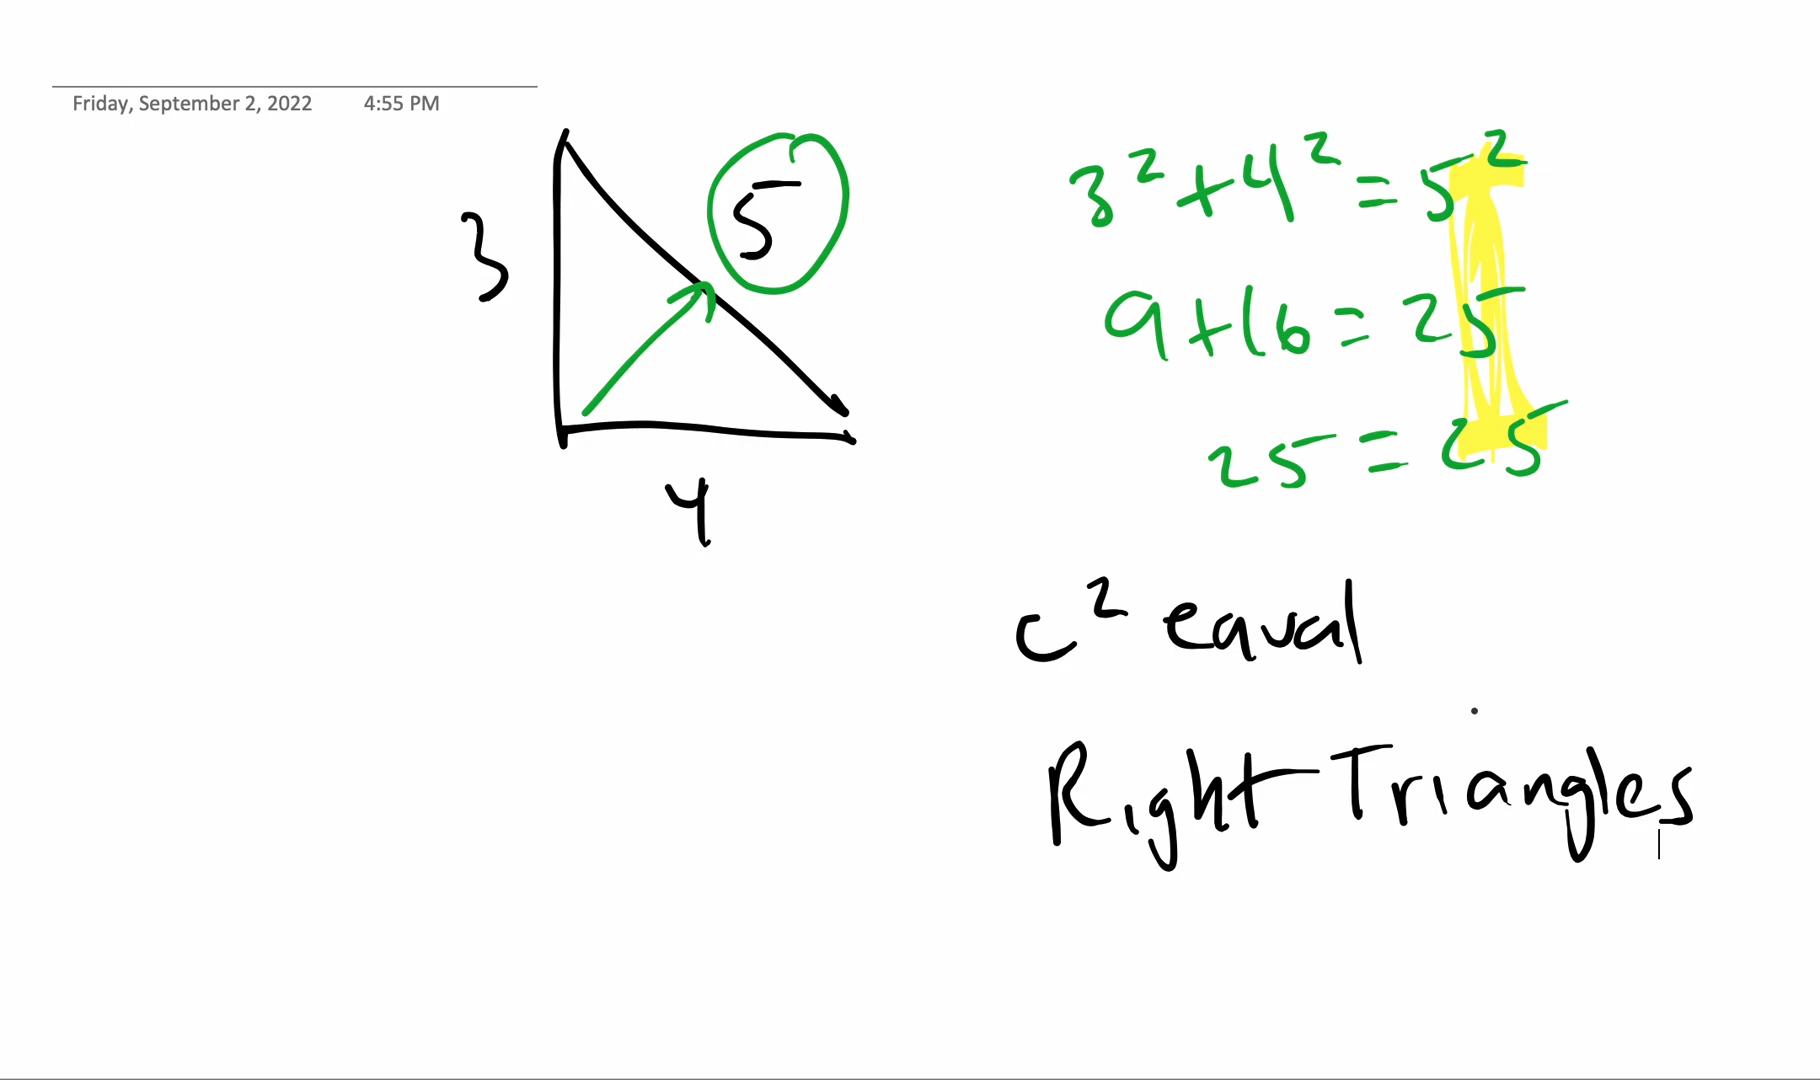 Friday, September 2, 2022 4:55 PM
3
5
4
3² + 4² = 5²
9 + 16 = 25
25 = 25
c² equal
Right Triangles